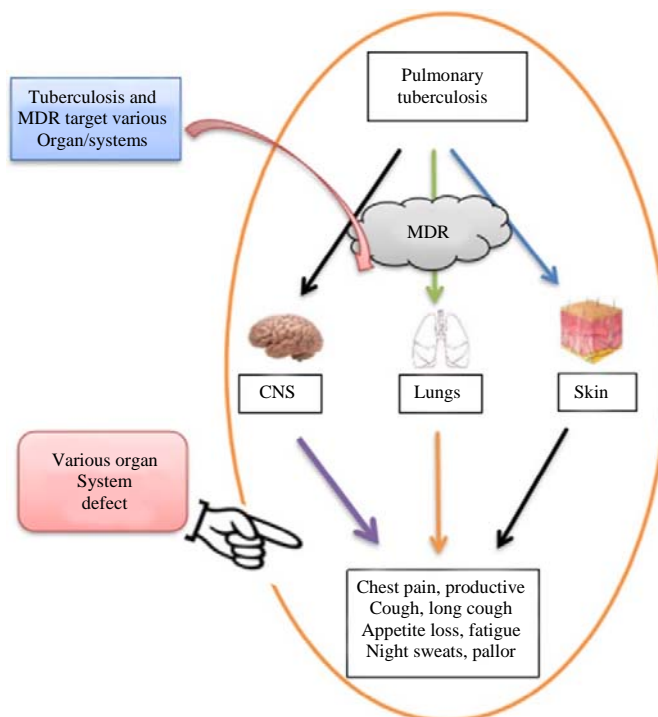 Pulmonary
tuberculosis
Tuberculosis and
MDR target various
Organ/systems
MDR
CNS
Lungs
Skin
Various organ
System
defect
Chest pain, productive
Cough, long cough
Appetite loss, fatigue
Night sweats, pallor